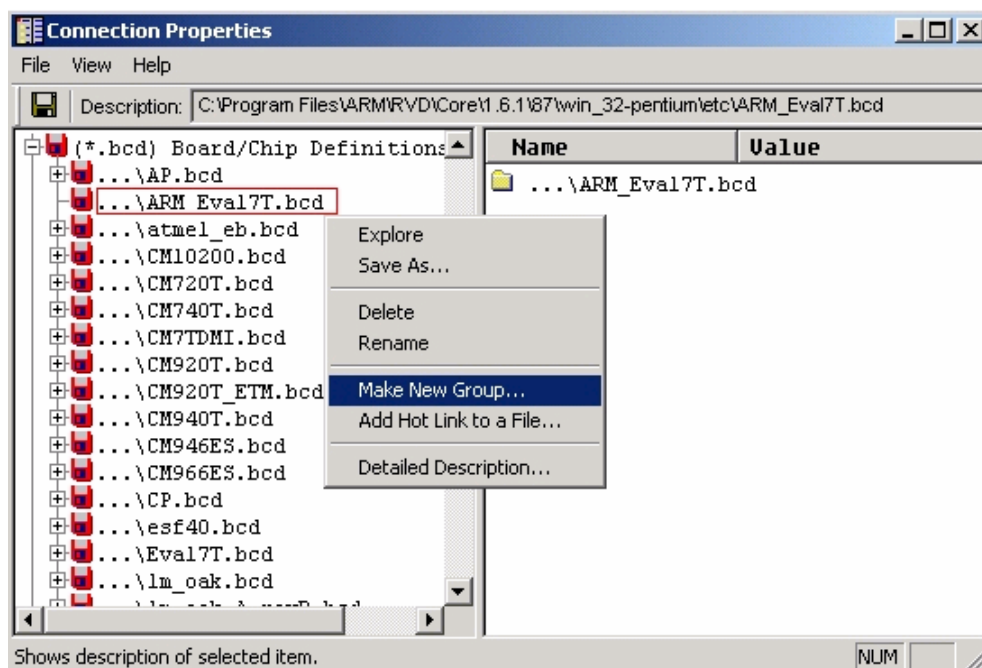 Connection Properties
File View Help
Description: C:\Program Files\ARM\RVD\Core\1.6.1\87\win_32-pentium\etc\ARM_Eval7T.bcd
(*.bcd) Board/Chip Definitions
...\AP.bcd
...\ARM_Eval7T.bcd
...\atmel_eb.bcd
...\CM10200.bcd
...\CM720T.bcd
...\CM740T.bcd
...\CM7TDMI.bcd
...\CM920T.bcd
...\CM920T_ETM.bcd
...\CM940T.bcd
...\CM946ES.bcd
...\CM966ES.bcd
...\CP.bcd
...\esf40.bcd
...\Eval7T.bcd
...\lm_oak.bcd
Name Value
...\ARM_Eval7T.bcd
Explore
Save As...
Delete
Rename
Make New Group...
Add Hot Link to a File...
Detailed Description...
Shows description of selected item.
NUM